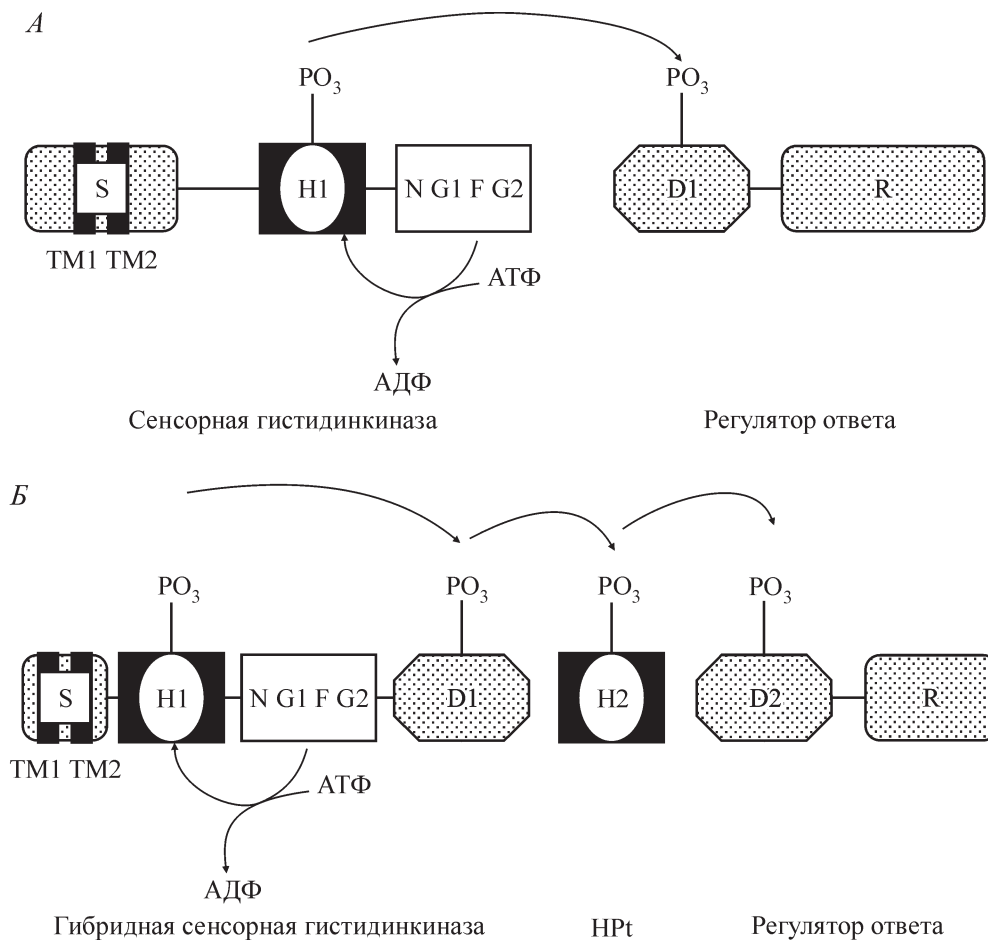 А
PO3 PO3
S H1 N G1 F G2 D1 R
TM1 TM2
АТФ
АДФ
Сенсорная гистидинкиназа Регулятор ответа
Б
PO3 PO3 PO3 PO3
S H1 N G1 F G2 D1 H2 D2 R
TM1 TM2
АТФ
АДФ
Гибридная сенсорная гистидинкиназа HPt Регулятор ответа